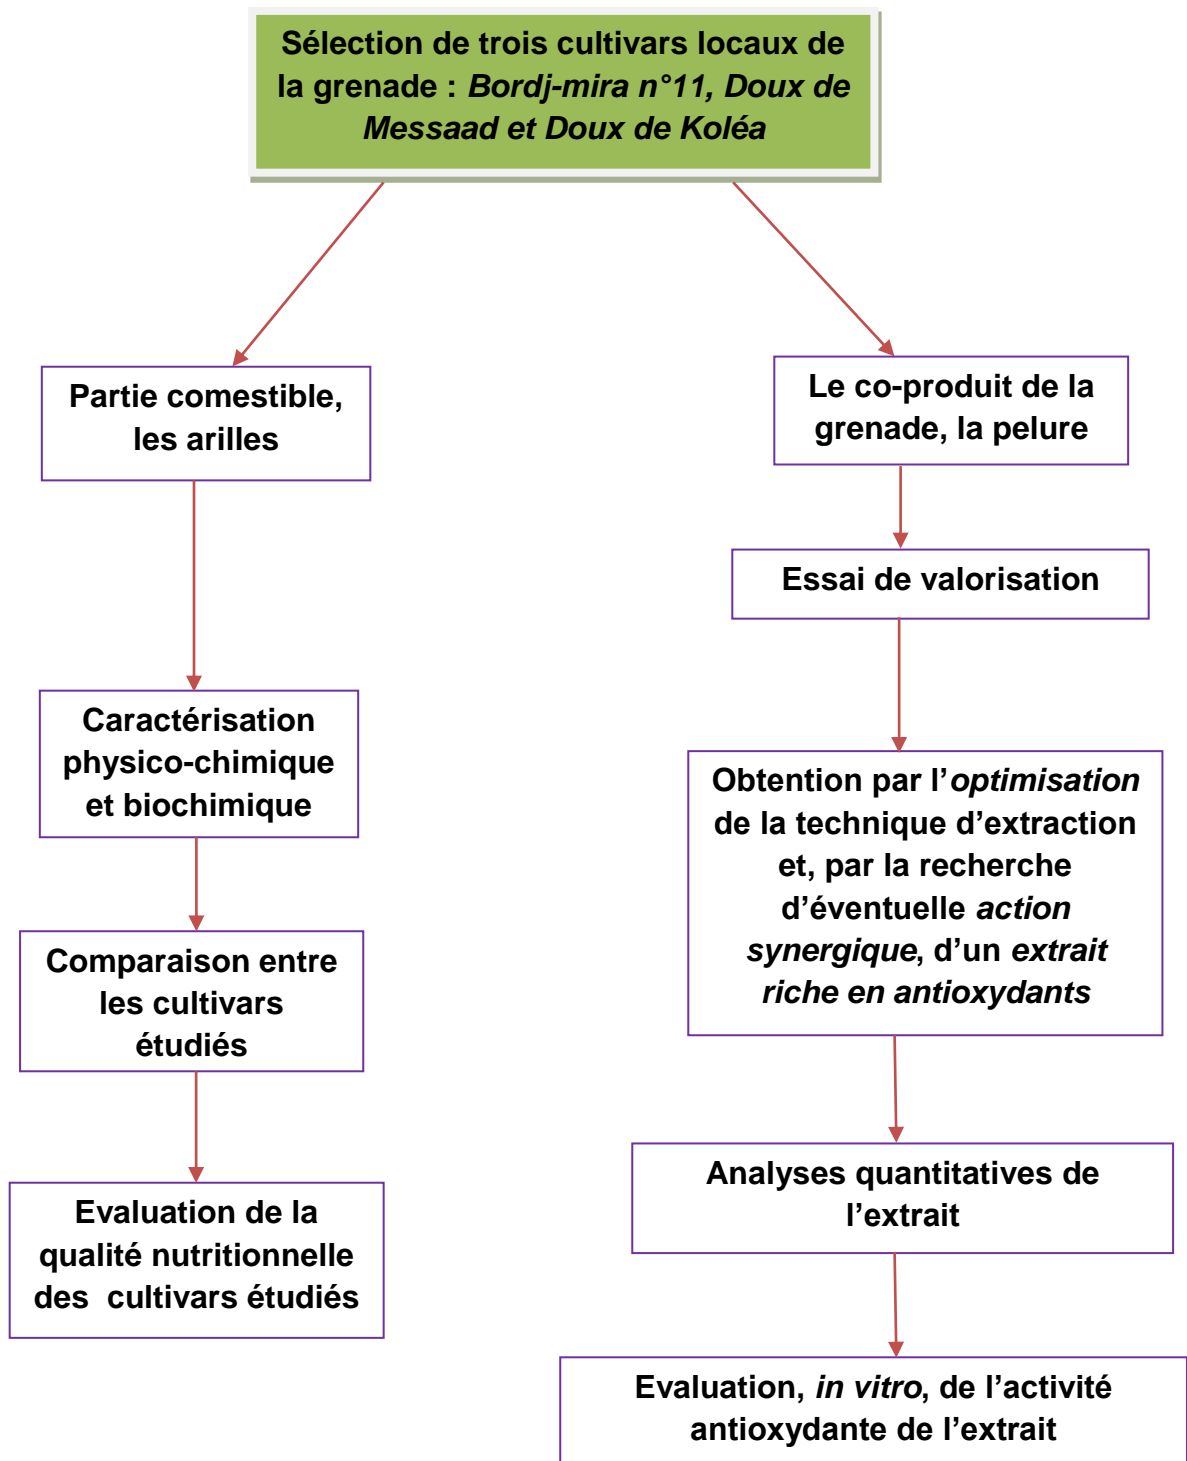 Sélection de trois cultivars locaux de
la grenade : Bordj-mira n°11, Doux de
Messaad et Doux de Koléa
Partie comestible,
les arilles
Caractérisation
physico-chimique
et biochimique
Comparaison entre
les cultivars
étudiés
Evaluation de la
qualité nutritionnelle
des cultivars étudiés
Le co-produit de la
grenade, la pelure
Essai de valorisation
Obtention par l’optimisation
de la technique d’extraction
et, par la recherche
d’éventuelle action
synergique, d’un extrait
riche en antioxydants
Analyses quantitatives de
l’extrait
Evaluation, in vitro, de l’activité
antioxydante de l’extrait